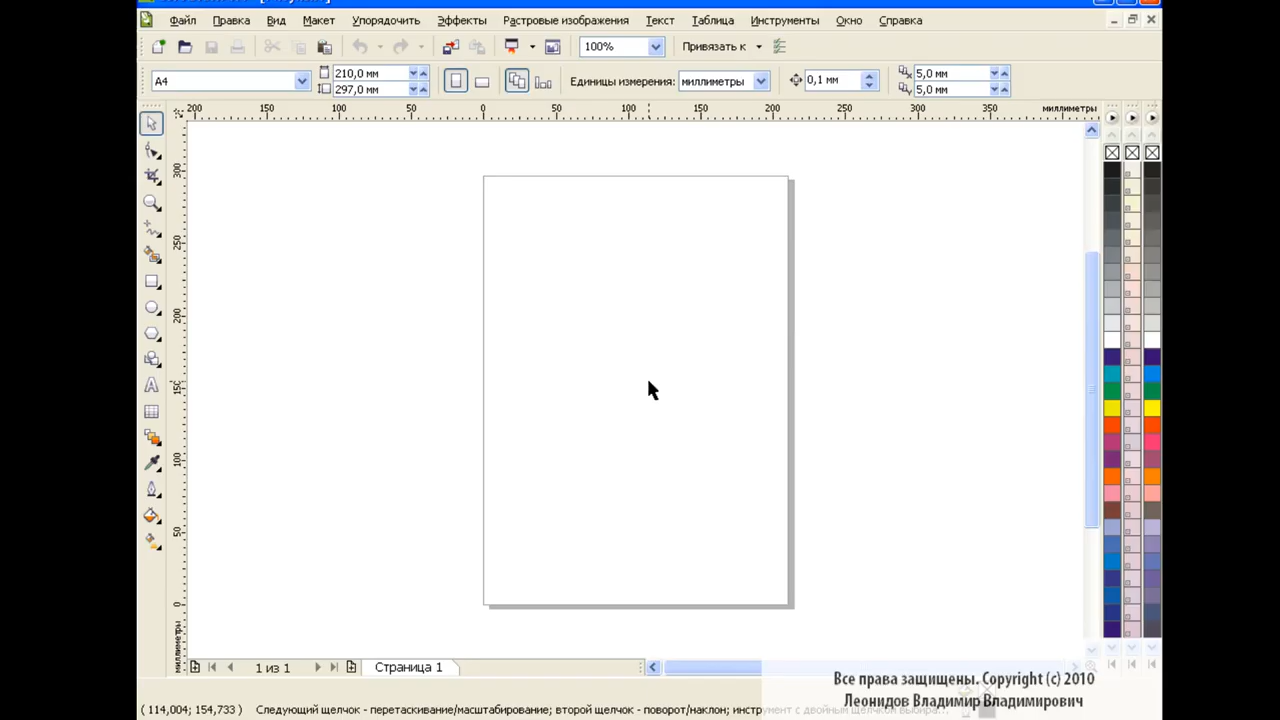 Файл Правка Вид Макет Упорядочить Эффекты Растровые изображения Текст Таблица Инструменты Окно Справка
100% Привязать к
A4 210,0 мм Единицы измерения: миллиметры 0,1 мм 5,0 мм
297,0 мм 5,0 мм
200 150 100 50 0 50 100 150 200 250 300 350 миллиметры
300
250
200
150
100
50
0
миллиметры
1 из 1 Страница 1
Все права защищены. Copyright (c) 2010
Леонидов Владимир Владимирович
( 114,004; 154,733 ) Следующий щелчок - перетаскивание/масштабирование; второй щелчок - поворот/наклон; инструмент с двойным щелчком